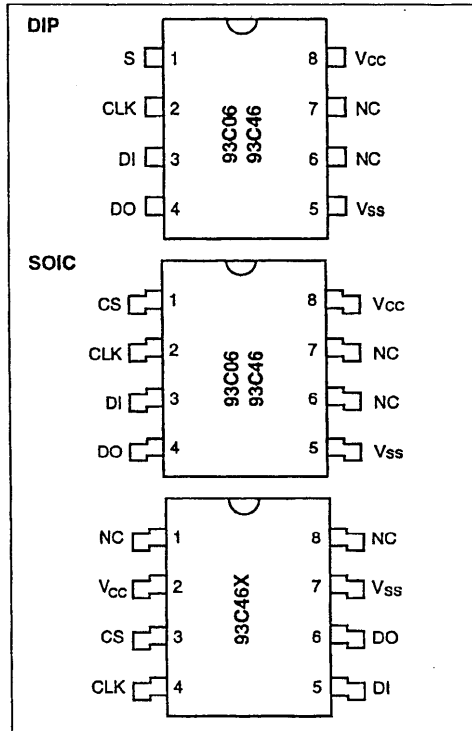 DIP
S 1 8 Vcc
CLK 2 7 NC
DI 3 6 NC
DO 4 5 Vss
93C06
93C46
SOIC
CS 1 8 Vcc
CLK 2 7 NC
DI 3 6 NC
DO 4 5 Vss
93C06
93C46
NC 1 8 NC
Vcc 2 7 Vss
CS 3 6 DO
CLK 4 5 DI
93C46X